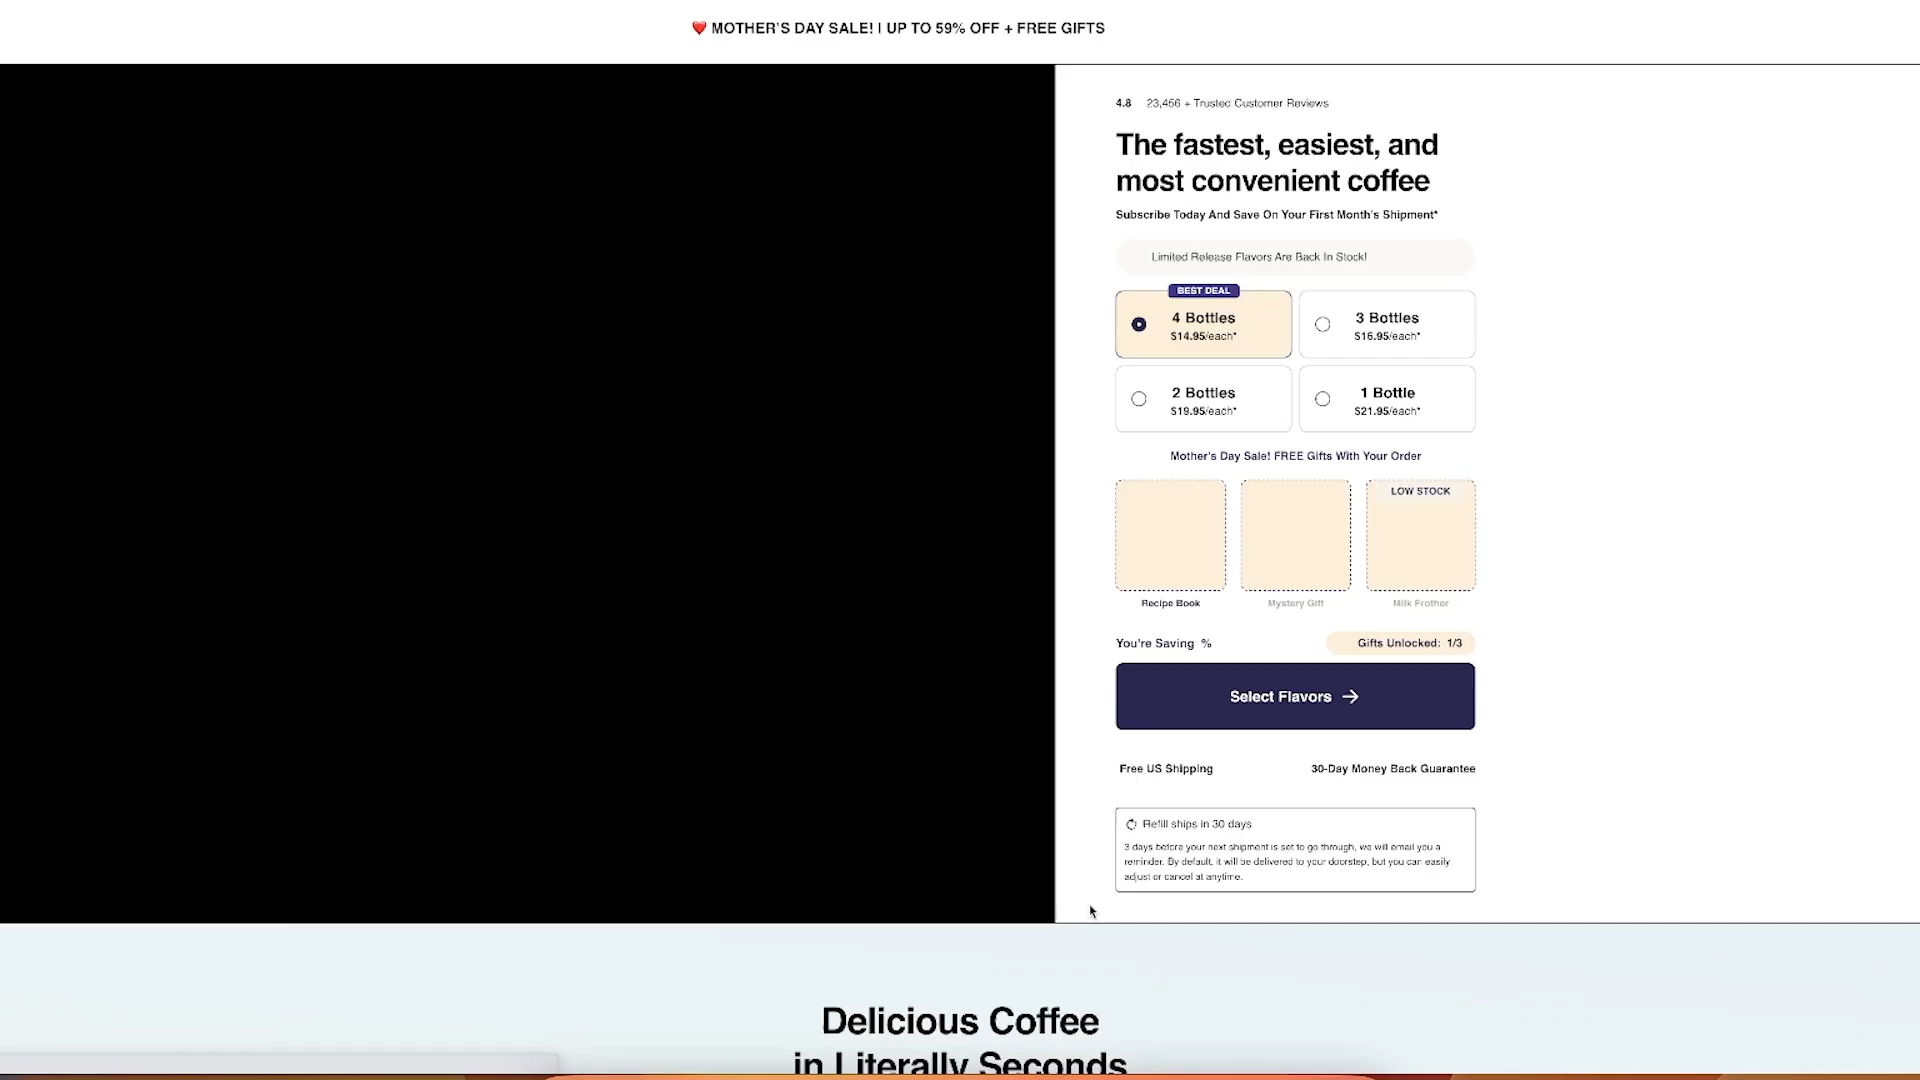 ❤️ MOTHER'S DAY SALE! | UP TO 59% OFF + FREE GIFTS
4.8 23,456 + Trusted Customer Reviews
The fastest, easiest, and
most convenient coffee
Subscribe Today And Save On Your First Month's Shipment*
Limited Release Flavors Are Back In Stock!
BEST DEAL
4 Bottles
$14.95/each*
3 Bottles
$16.95/each*
2 Bottles
$19.95/each*
1 Bottle
$21.95/each*
Mother's Day Sale! FREE Gifts With Your Order
LOW STOCK
Recipe Book
Mystery Gift
Milk Frother
You're Saving %
Gifts Unlocked: 1/3
Select Flavors →
Free US Shipping
30-Day Money Back Guarantee
Refill ships in 30 days
3 days before your next shipment is set to go through, we will email you a
reminder. By default, it will be delivered to your doorstep, but you can easily
adjust or cancel at anytime.
Delicious Coffee
in Literally Seconds